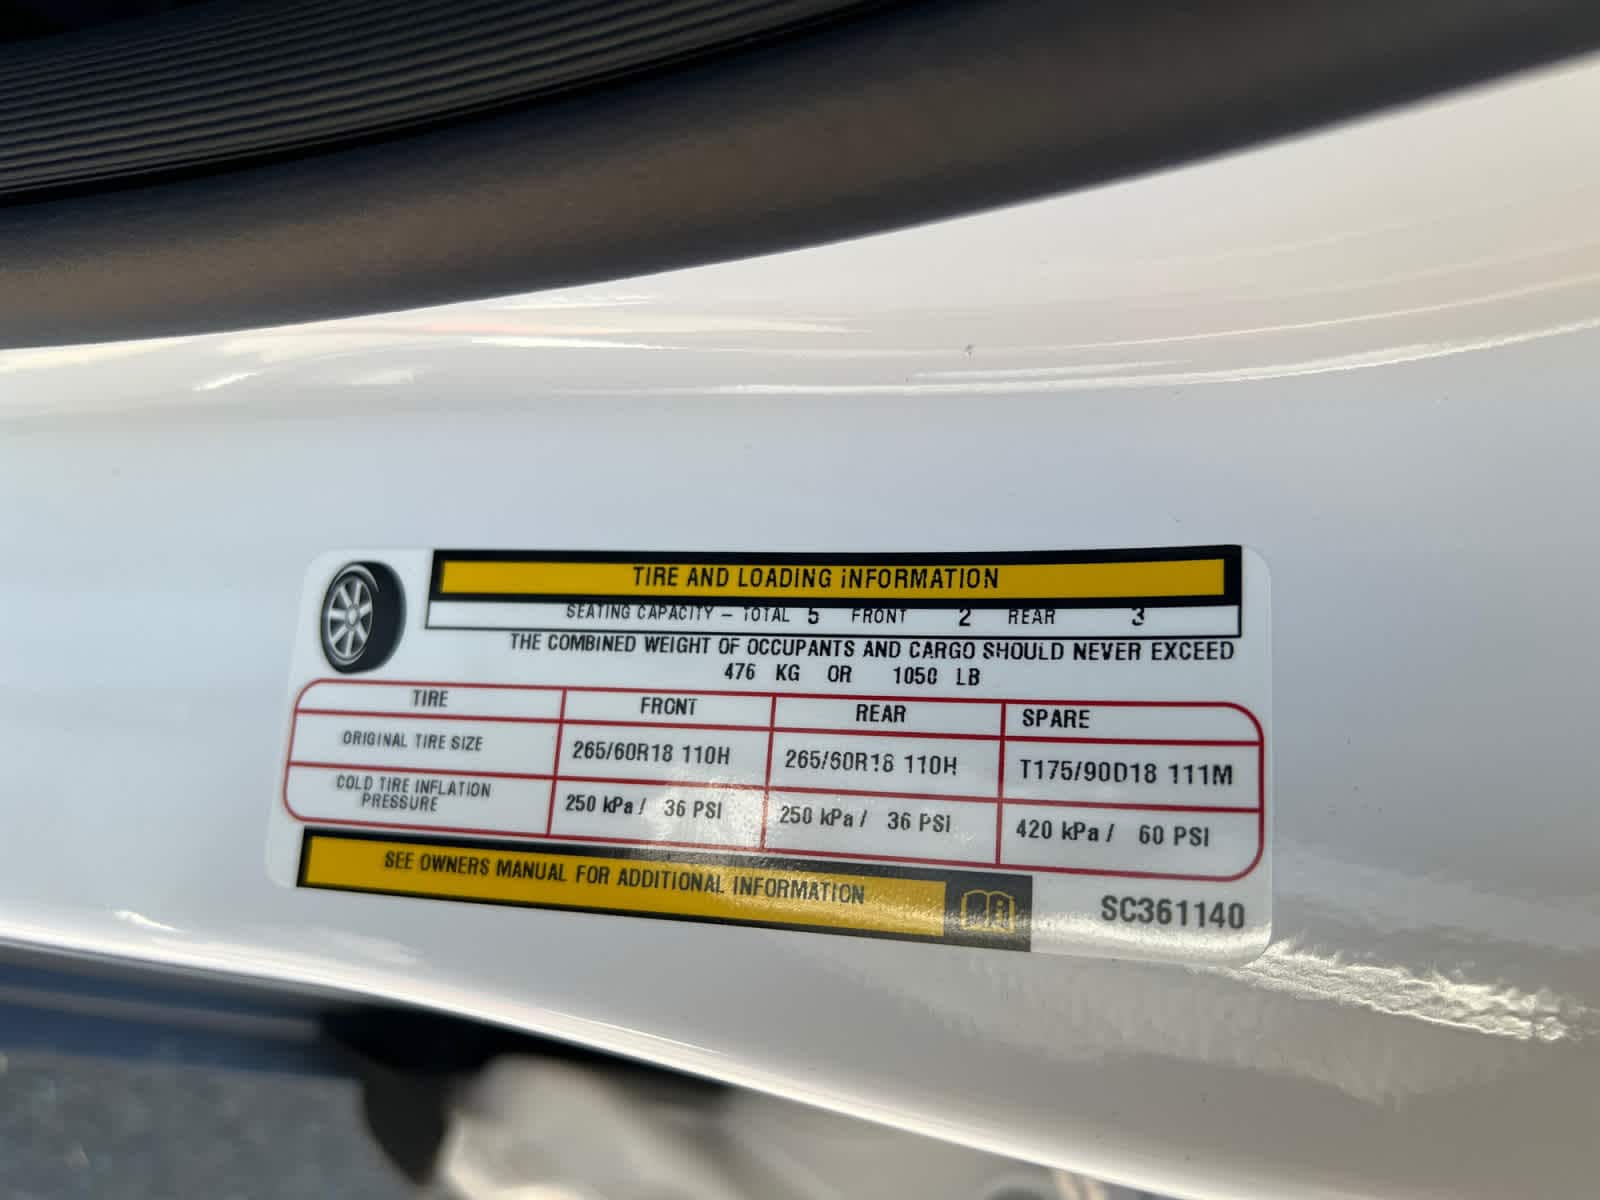 TIRE AND LOADING iNFORMATION
SEATING CAPACITY – TOTAL 5 FRONT 2 REAR 3
THE COMBINED WEIGHT OF OCCUPANTS AND CARGO SHOULD NEVER EXCEED
476 KG OR 1050 LB
TIRE FRONT REAR SPARE
ORIGINAL TIRE SIZE 265/60R18 110H 265/60R18 110H T175/90D18 111M
COLD TIRE INFLATION
PRESSURE 250 kPa / 36 PSI 250 kPa / 36 PSI 420 kPa / 60 PSI
SEE OWNERS MANUAL FOR ADDITIONAL INFORMATION
SC361140